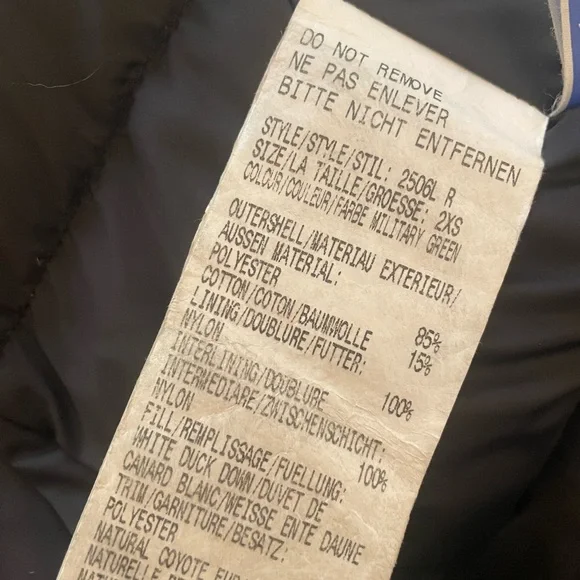 DO NOT REMOVE
NE PAS ENLEVER
BITTE NICHT ENTFERNEN
STYLE/STYLE/STIL: 2506L R
SIZE/LA TAILLE/GROESSE: 2XS
COLOUR/COULEUR/FARBE MILITARY GREEN
OUTERSHELL/MATERIAU EXTERIEUR/
AUSSEN MATERIAL:
POLYESTER 85%
COTTON/COTON/BAUMWOLLE 15%
LINING/DOUBLURE/FUTTER:
NYLON 100%
INTERLINING/DOUBLURE
INTERMEDIARE/ZWISCHENSCHICHT:
NYLON 100%
FILL/REMPLISSAGE/FUELLUNG:
WHITE DUCK DOWN/DUVET DE
CANARD BLANC/WEISSE ENTE DAUNE
TRIM/GARNITURE/BESATZ:
POLYESTER
NATURAL COYOTE FUR
NATURELLE